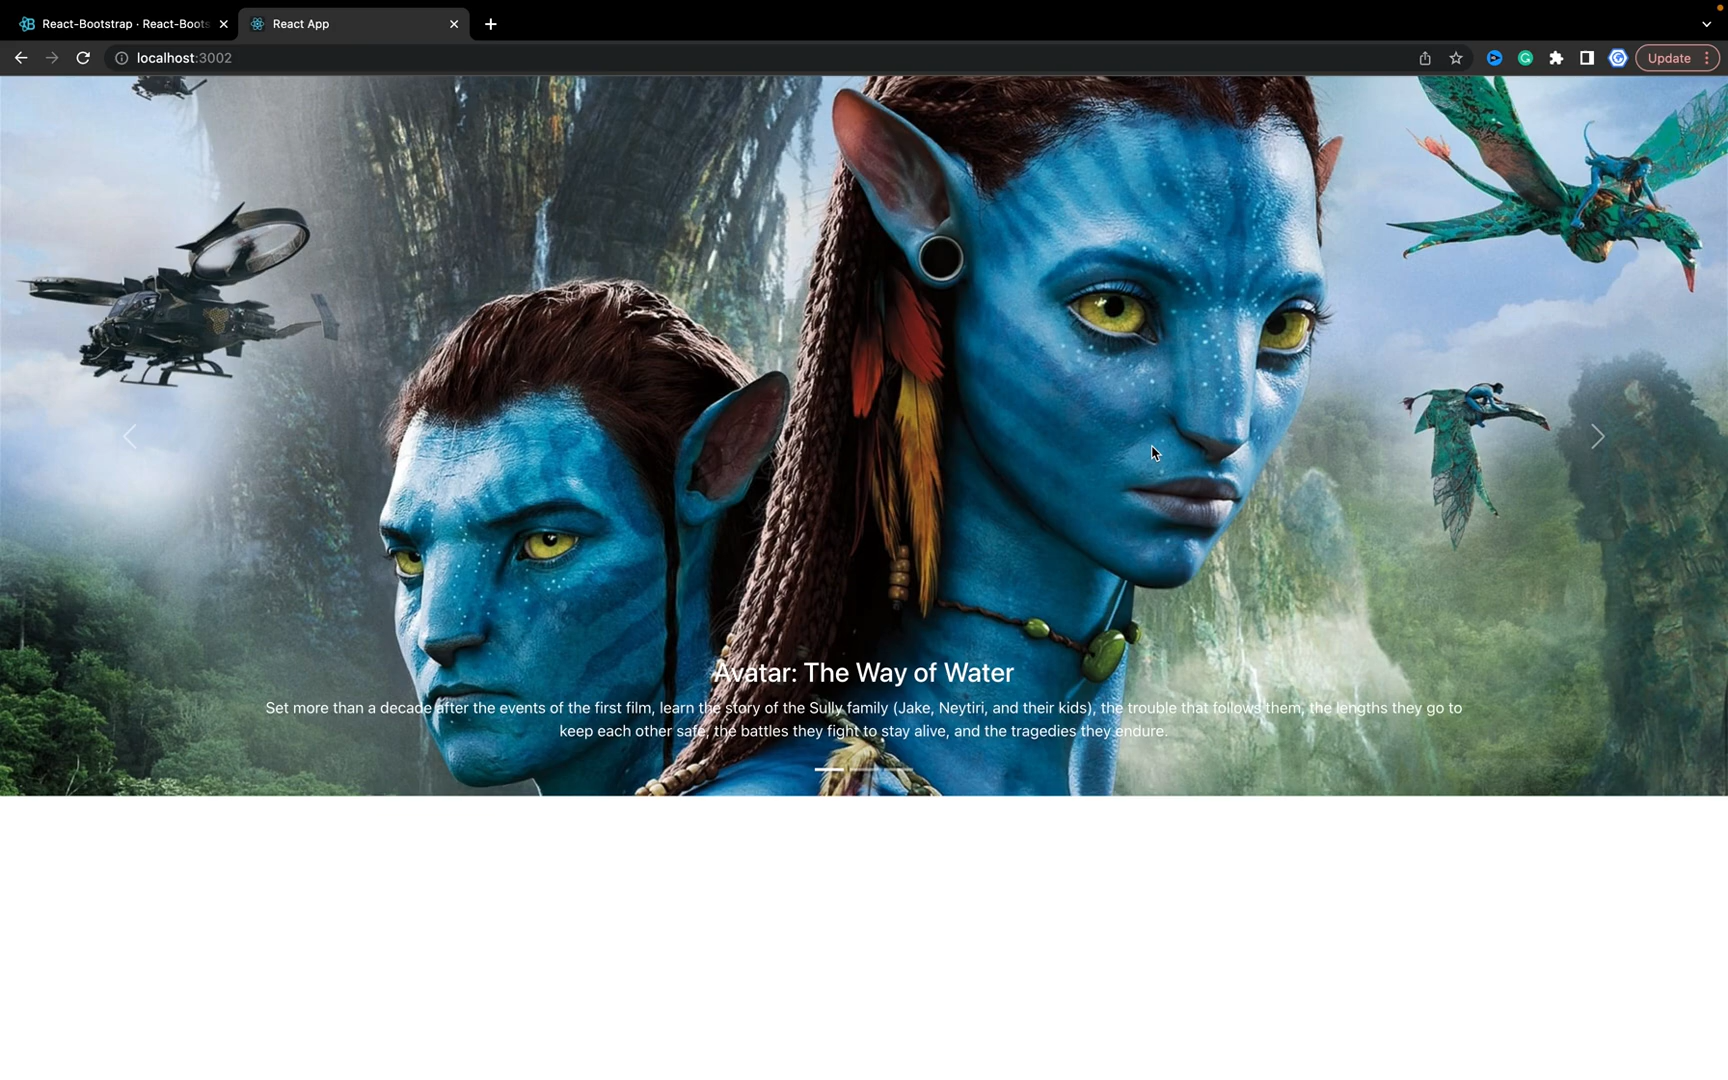 React-Bootstrap · React-Boots
React App
localhost:3002
Update
Avatar: The Way of Water
Set more than a decade after the events of the first film, learn the story of the Sully family (Jake, Neytiri, and their kids), the trouble that follows them, the lengths they go to
keep each other safe, the battles they fight to stay alive, and the tragedies they endure.